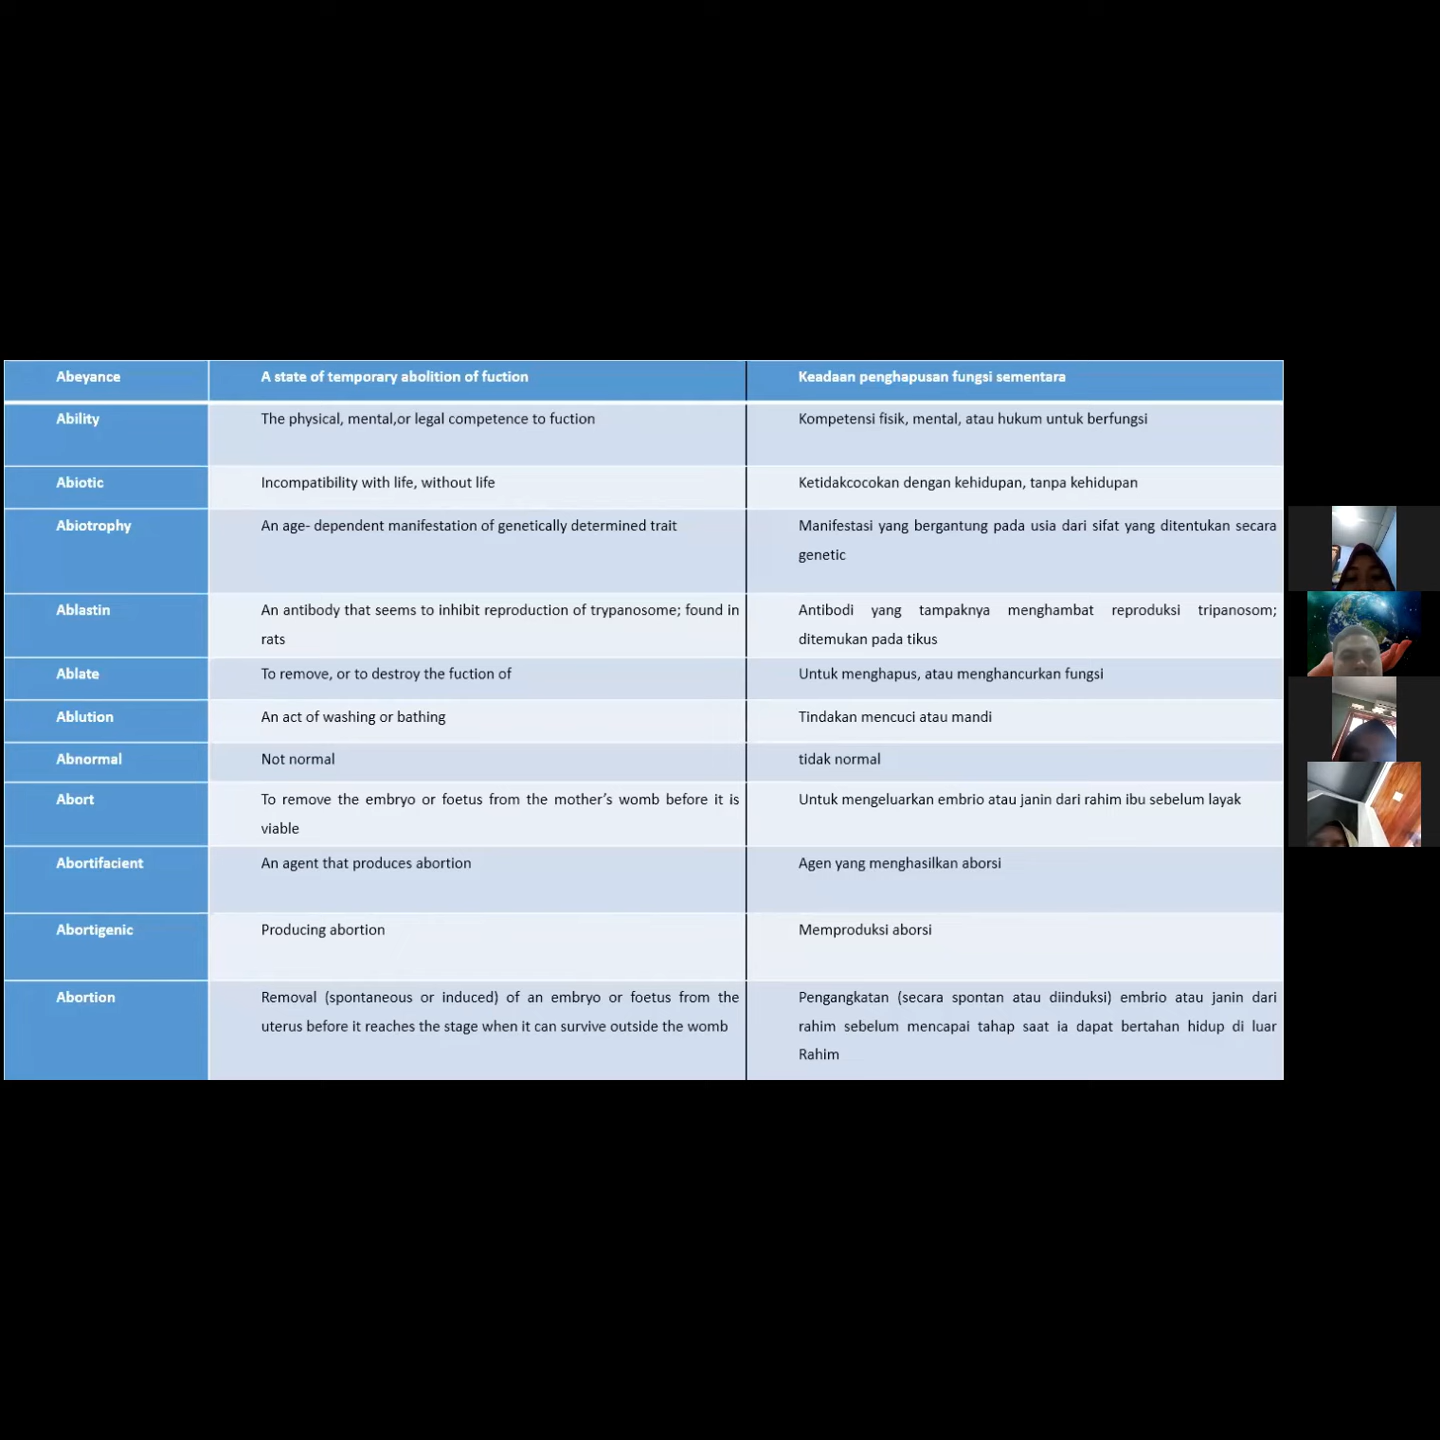 Abeyance
A state of temporary abolition of fuction
Keadaan penghapusan fungsi sementara
Ability
The physical, mental,or legal competence to fuction
Kompetensi fisik, mental, atau hukum untuk berfungsi
Abiotic
Incompatibility with life, without life
Ketidakcocokan dengan kehidupan, tanpa kehidupan
Abiotrophy
An age- dependent manifestation of genetically determined trait
Manifestasi yang bergantung pada usia dari sifat yang ditentukan secara
genetic
Ablastin
An antibody that seems to inhibit reproduction of trypanosome; found in
rats
Antibodi yang tampaknya menghambat reproduksi tripanosom;
ditemukan pada tikus
Ablate
To remove, or to destroy the fuction of
Untuk menghapus, atau menghancurkan fungsi
Ablution
An act of washing or bathing
Tindakan mencuci atau mandi
Abnormal
Not normal
tidak normal
Abort
To remove the embryo or foetus from the mother’s womb before it is
viable
Untuk mengeluarkan embrio atau janin dari rahim ibu sebelum layak
Abortifacient
An agent that produces abortion
Agen yang menghasilkan aborsi
Abortigenic
Producing abortion
Memproduksi aborsi
Abortion
Removal (spontaneous or induced) of an embryo or foetus from the
uterus before it reaches the stage when it can survive outside the womb
Pengangkatan (secara spontan atau diinduksi) embrio atau janin dari
rahim sebelum mencapai tahap saat ia dapat bertahan hidup di luar
Rahim